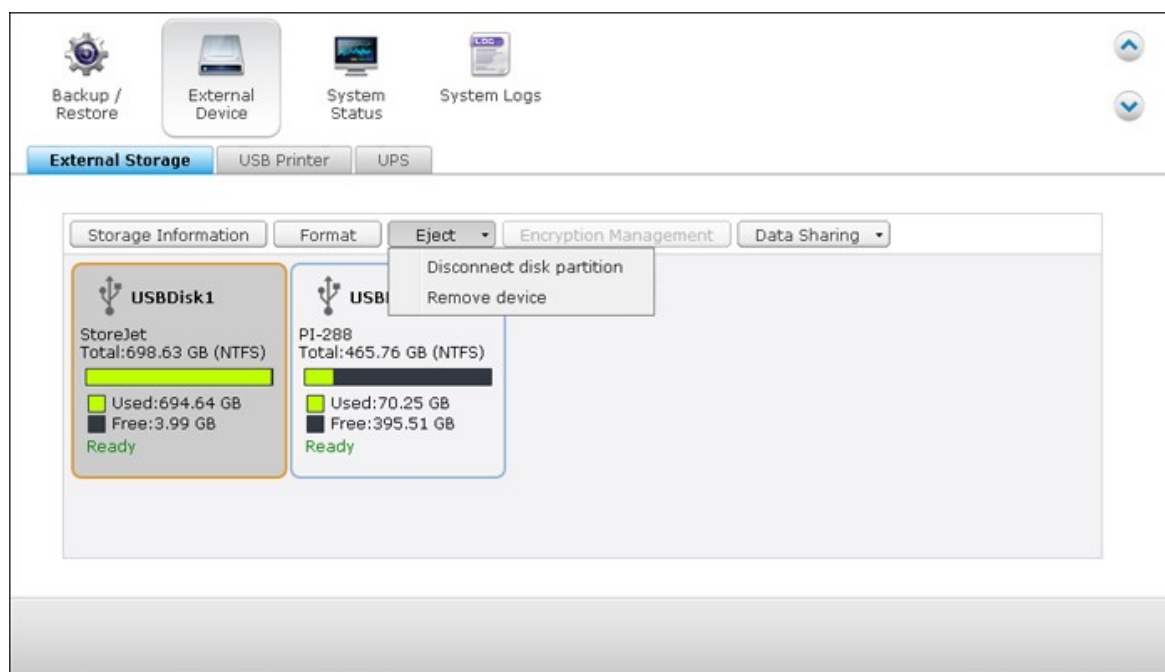 LOG
Backup /
Restore
External
Device
System
Status
System Logs
External Storage
USB Printer
UPS
Storage Information
Format
Eject
Encryption Management
Data Sharing
Disconnect disk partition
Remove device
USBDisk1
StoreJet
Total:698.63 GB (NTFS)
Used:694.64 GB
Free:3.99 GB
Ready
PI-288
Total:465.76 GB (NTFS)
Used:70.25 GB
Free:395.51 GB
Ready